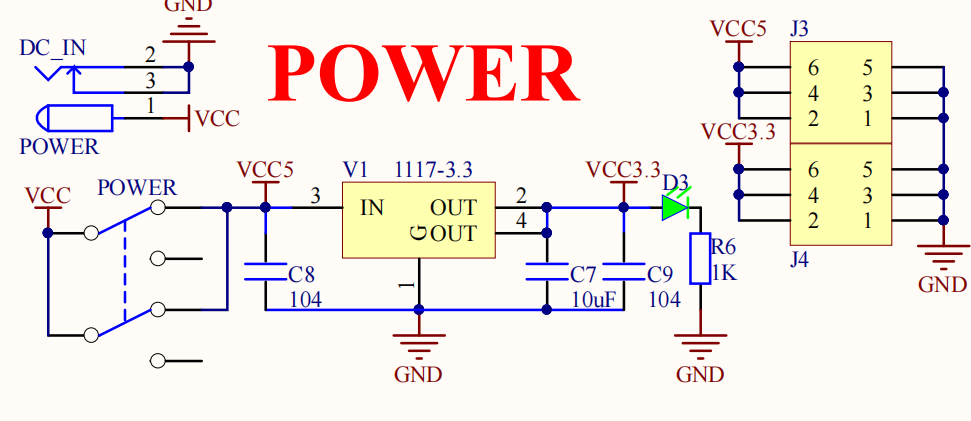 GND
DC_IN
2
3
1
VCC
POWER
POWER
VCC5
J3
6 5
4 3
2 1
VCC3.3
6 5
4 3
2 1
J4
GND
VCC
POWER
VCC5
V1 1117-3.3
3 IN OUT 2
G OUT 4
1
VCC3.3
D3
C8
104
C7
10uF
C9
104
R6
1K
GND
GND